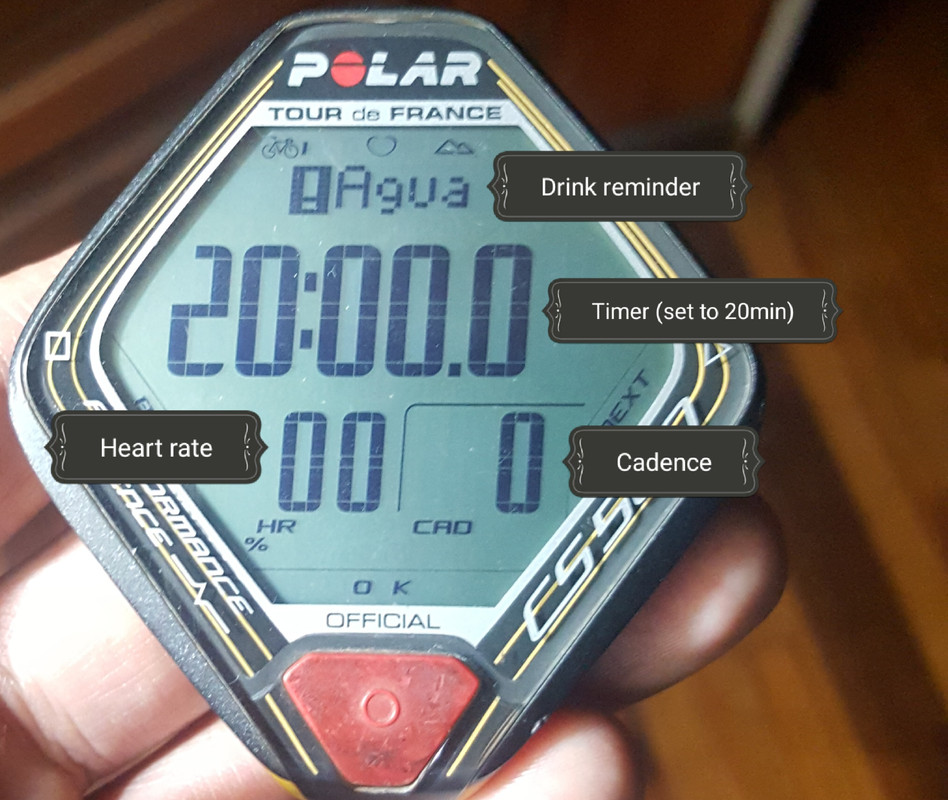 POLAR
TOUR de FRANCE
Agua
Drink reminder
20:00.0
Timer (set to 20min)
NEXT
Heart rate
00
0
Cadence
HR
CAD
%
OK
OFFICIAL